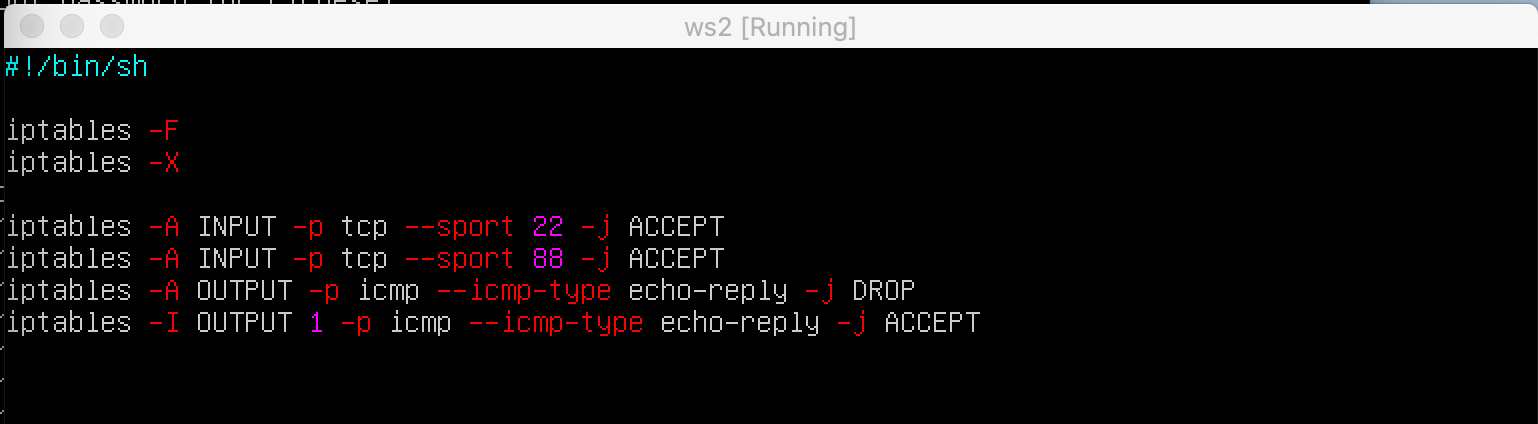 ws2 [Running]
#!/bin/sh
iptables -F
iptables -X
iptables -A INPUT -p tcp --sport 22 -j ACCEPT
iptables -A INPUT -p tcp --sport 88 -j ACCEPT
iptables -A OUTPUT -p icmp --icmp-type echo-reply -j DROP
iptables -I OUTPUT 1 -p icmp --icmp-type echo-reply -j ACCEPT